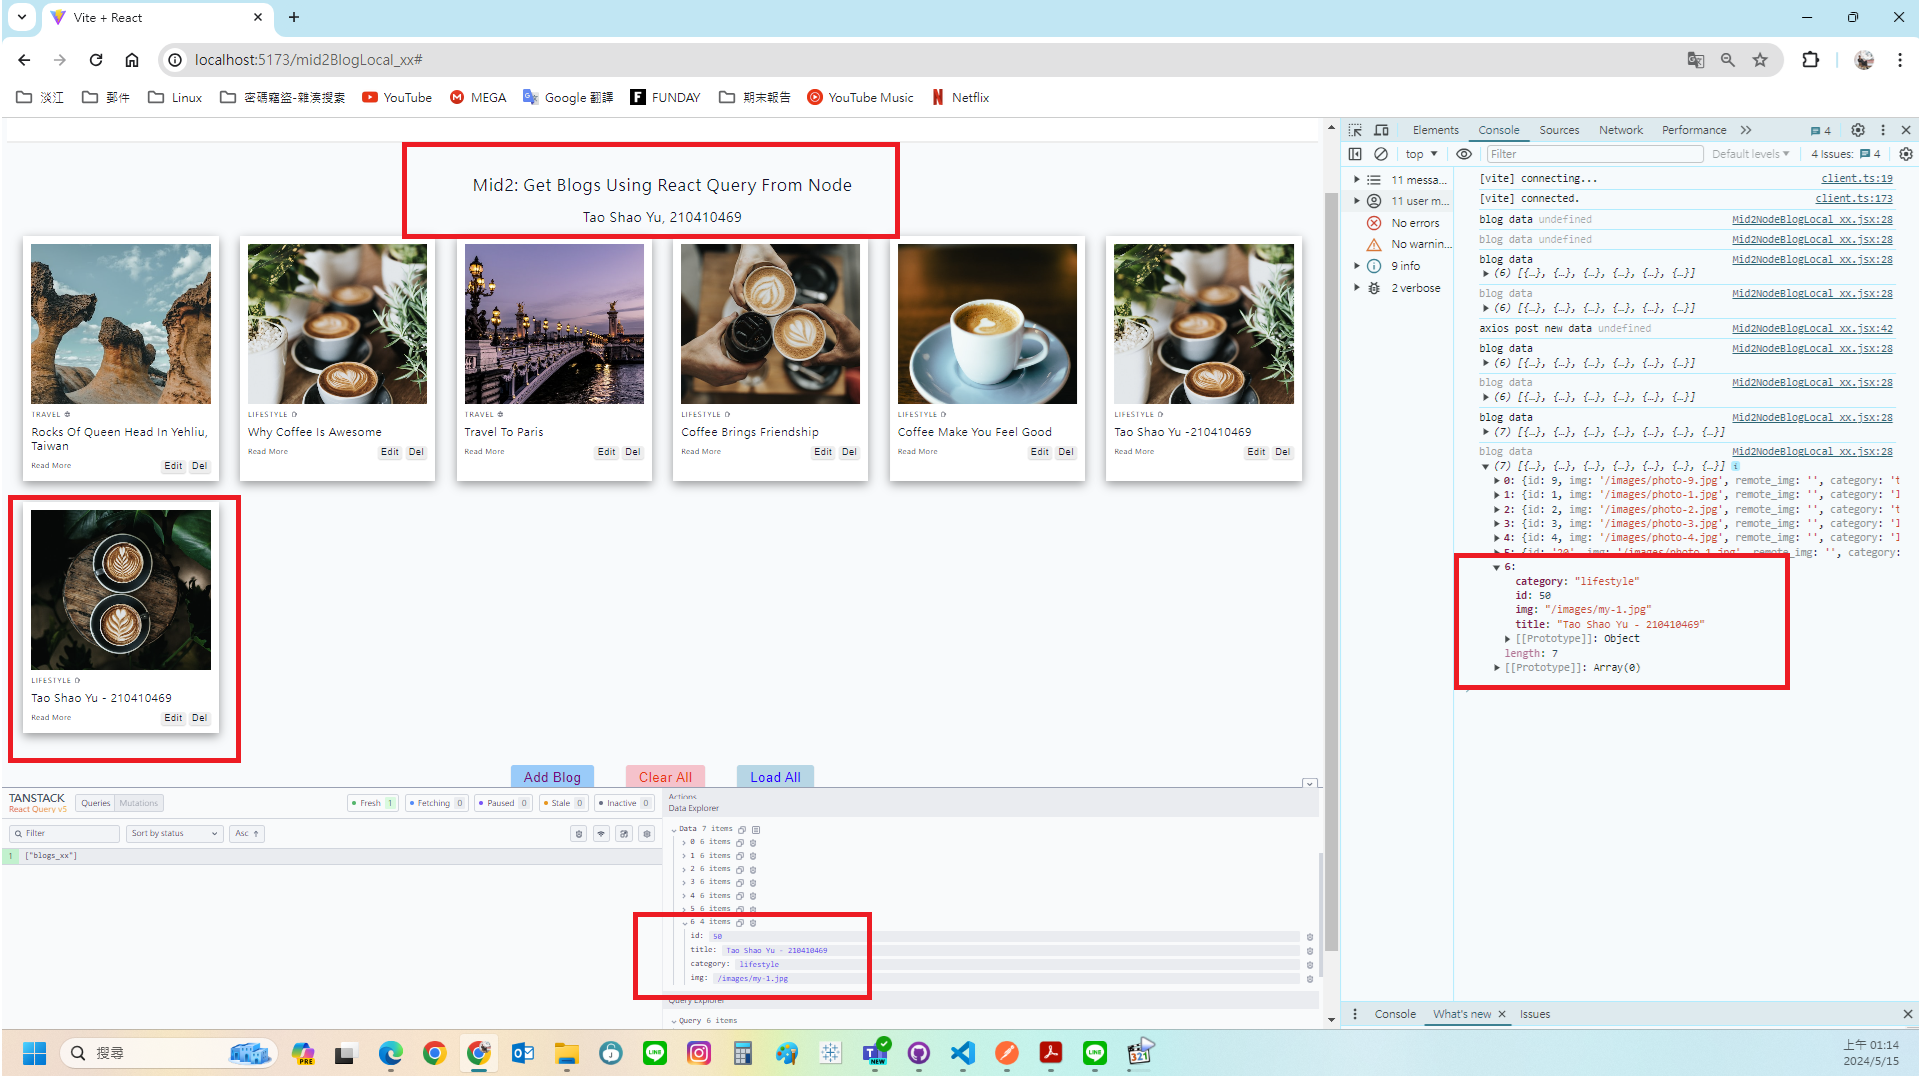 Vite + React
localhost:5173/mid2BlogLocal_xx#
淡江
郵件
Linux
密碼竊盜-雜湊搜索
YouTube
MEGA
Google 翻譯
FUNDAY
期末報告
YouTube Music
Netflix
Mid2: Get Blogs Using React Query From Node
Tao Shao Yu, 210410469
TRAVEL
Rocks Of Queen Head In Yehliu, Taiwan
Read More
Edit Del
LIFESTYLE
Why Coffee Is Awesome
Read More
Edit Del
TRAVEL
Travel To Paris
Read More
Edit Del
LIFESTYLE
Coffee Brings Friendship
Read More
Edit Del
LIFESTYLE
Coffee Make You Feel Good
Read More
Edit Del
LIFESTYLE
Tao Shao Yu -210410469
Read More
Edit Del
LIFESTYLE
Tao Shao Yu - 210410469
Read More
Edit Del
Add Blog
Clear All
Load All
TANSTACK
React Query v5
Queries
Mutations
Fresh 1
Fetching 0
Paused 0
Stale 0
Inactive 0
Filter
Sort by status
Asc ↑
1 ["blogs_xx"]
Actions
Data Explorer
Data 7 items
0 6 items
1 6 items
2 6 items
3 6 items
4 6 items
5 6 items
6 4 items
id: 50
title: Tao Shao Yu - 210410469
category: lifestyle
img: /images/my-1.jpg
Query Explorer
Query 6 items
Elements
Console
Sources
Network
Performance
4
top
Filter
Default levels
4 Issues: 4
11 messa...
11 user m...
No errors
No warnin...
9 info
2 verbose
[vite] connecting... client.ts:19
[vite] connected. client.ts:173
blog data undefined Mid2NodeBlogLocal_xx.jsx:28
blog data undefined Mid2NodeBlogLocal_xx.jsx:28
blog data Mid2NodeBlogLocal_xx.jsx:28
(6) [{…}, {…}, {…}, {…}, {…}, {…}]
blog data Mid2NodeBlogLocal_xx.jsx:28
(6) [{…}, {…}, {…}, {…}, {…}, {…}]
axios post new data undefined Mid2NodeBlogLocal_xx.jsx:42
blog data Mid2NodeBlogLocal_xx.jsx:28
(6) [{…}, {…}, {…}, {…}, {…}, {…}]
blog data Mid2NodeBlogLocal_xx.jsx:28
(6) [{…}, {…}, {…}, {…}, {…}, {…}]
blog data Mid2NodeBlogLocal_xx.jsx:28
(7) [{…}, {…}, {…}, {…}, {…}, {…}, {…}]
blog data Mid2NodeBlogLocal_xx.jsx:28
(7) [{…}, {…}, {…}, {…}, {…}, {…}, {…}]
0: {id: 9, img: '/images/photo-9.jpg', remote_img: '', category: 't
1: {id: 1, img: '/images/photo-1.jpg', remote_img: '', category: 'l
2: {id: 2, img: '/images/photo-2.jpg', remote_img: '', category: 't
3: {id: 3, img: '/images/photo-3.jpg', remote_img: '', category: 'l
4: {id: 4, img: '/images/photo-4.jpg', remote_img: '', category: 'l
5: {id: '20', img: '/images/photo-1.jpg', remote_img: '', category:
6:
category: "lifestyle"
id: 50
img: "/images/my-1.jpg"
title: "Tao Shao Yu - 210410469"
[[Prototype]]: Object
length: 7
[[Prototype]]: Array(0)
Console
What's new
Issues
搜尋
PRE
NEW
321
上午 01:14
2024/5/15